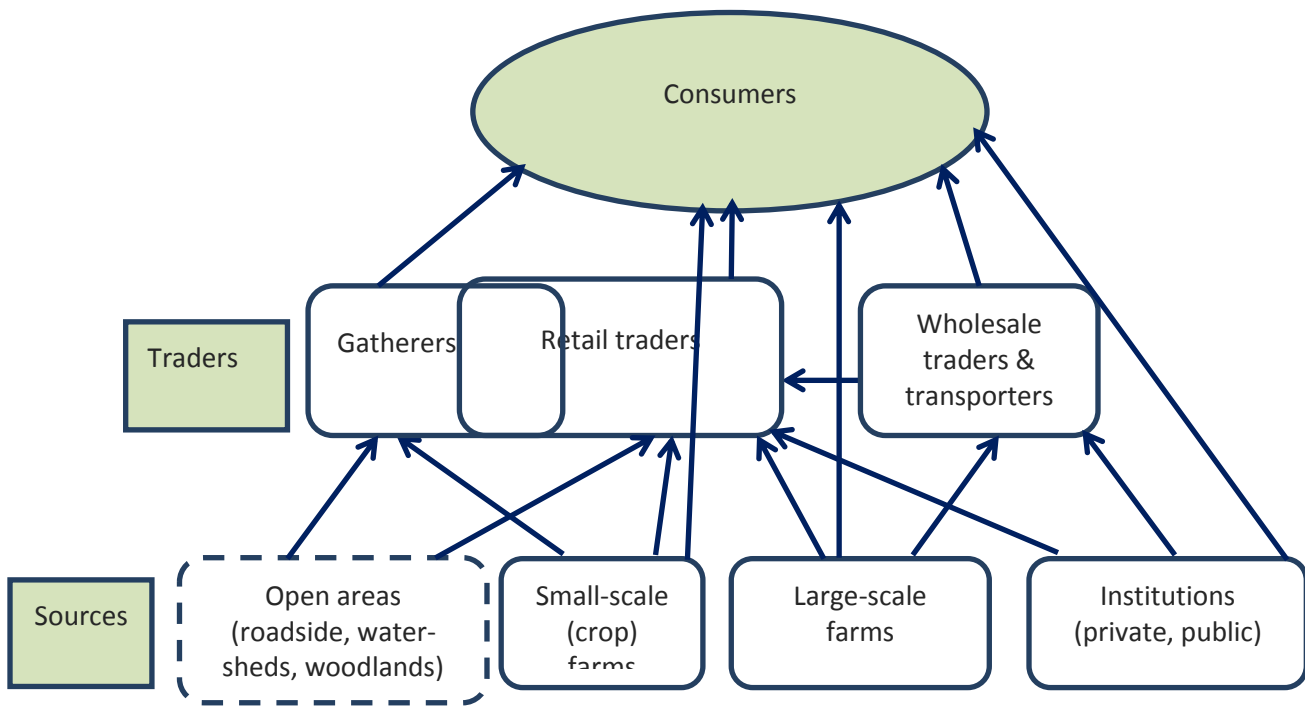 Consumers
Traders
Gatherers
Retail traders
Wholesale
traders &
transporters
Sources
Open areas
(roadside, water-
sheds, woodlands)
Small-scale
(crop)
farms
Large-scale
farms
Institutions
(private, public)